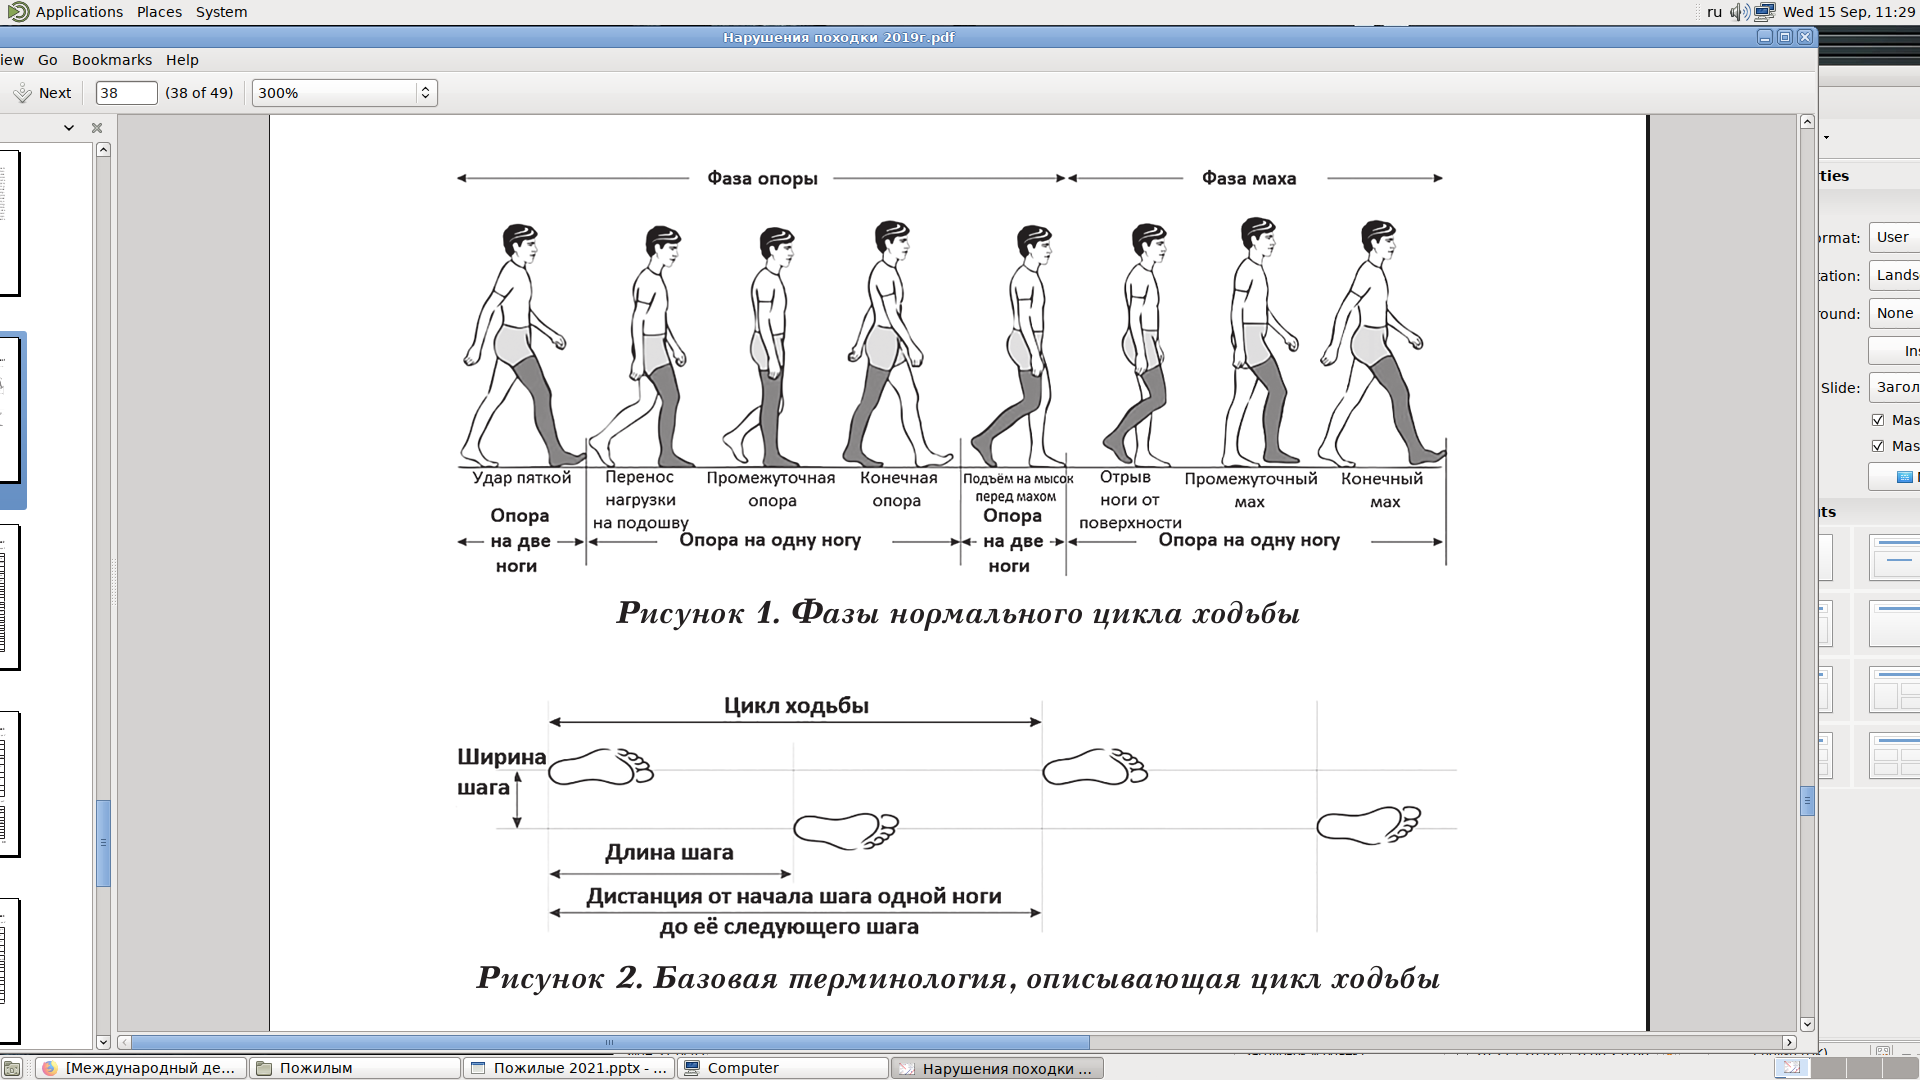 Applications Places System
ru Wed 15 Sep, 11:29
Нарушения походки 2019г.pdf
iew Go Bookmarks Help
Next 38 (38 of 49) 300%
Фаза опоры Фаза маха
Удар пяткой
Перенос нагрузки на подошву
Промежуточная опора
Конечная опора
Подъём на мысок перед махом
Отрыв ноги от поверхности
Промежуточный мах
Конечный мах
Опора на две ноги
Опора на одну ногу
Опора на две ноги
Опора на одну ногу
Рисунок 1. Фазы нормального цикла ходьбы
Цикл ходьбы
Ширина шага
Длина шага
Дистанция от начала шага одной ноги
до её следующего шага
Рисунок 2. Базовая терминология, описывающая цикл ходьбы
ties
ormat: User
ation: Lands
round: None
Ins
Slide: Загол
Mas
Mas
uts
[Международный де... Пожилым Пожилые 2021.pptx - ... Computer Нарушения походки ...